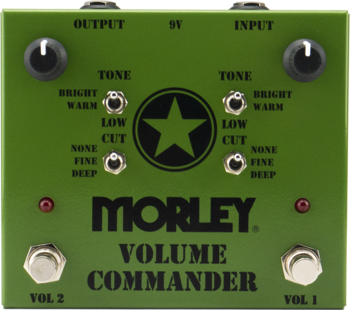 OUTPUT 9V INPUT
TONE TONE
BRIGHT BRIGHT
WARM WARM
LOW LOW
CUT CUT
NONE NONE
FINE FINE
DEEP DEEP
MORLEY®
VOLUME
COMMANDER
VOL 2 VOL 1